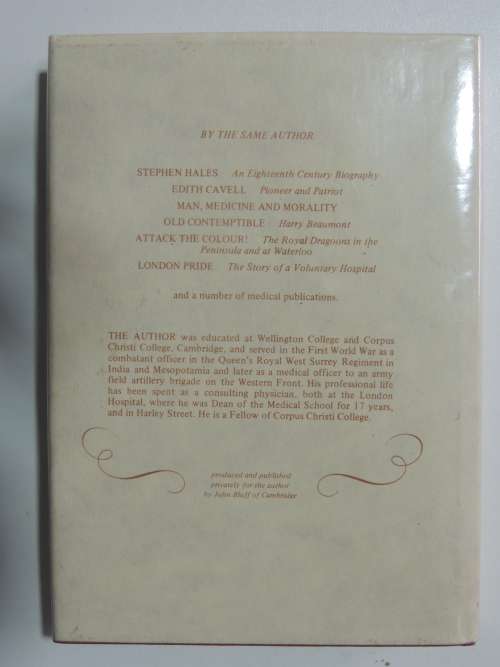 BY THE SAME AUTHOR
STEPHEN HALES An Eighteenth Century Biography
EDITH CAVELL Pioneer and Patriot
MAN, MEDICINE AND MORALITY
OLD CONTEMPTIBLE Harry Beaumont
ATTACK THE COLOUR! The Royal Dragoons in the
Peninsula and at Waterloo
LONDON PRIDE The Story of a Voluntary Hospital
and a number of medical publications.
THE AUTHOR was educated at Wellington College and Corpus
Christi College, Cambridge, and served in the First World War as a
combatant officer in the Queen's Royal West Surrey Regiment in
India and Mesopotamia and later as a medical officer to an army
field artillery brigade on the Western Front. His professional life
has been spent as a consulting physician, both at the London
Hospital, where he was Dean of the Medical School for 17 years,
and in Harley Street. He is a Fellow of Corpus Christi College.
produced and published
privately for the author
by John Bluff of